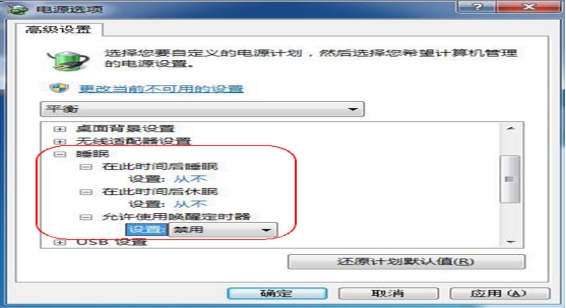 电源选项
高级设置
选择您要自定义的电源计划，然后选择您希望计算机管理
的电源设置。
更改当前不可用的设置
平衡
桌面背景设置
无线适配器设置
睡眠
在此时间后睡眠
设置: 从不
在此时间后休眠
设置: 从不
允许使用唤醒定时器
设置: 禁用
USB 设置
还原计划默认值(R)
确定
取消
应用(A)